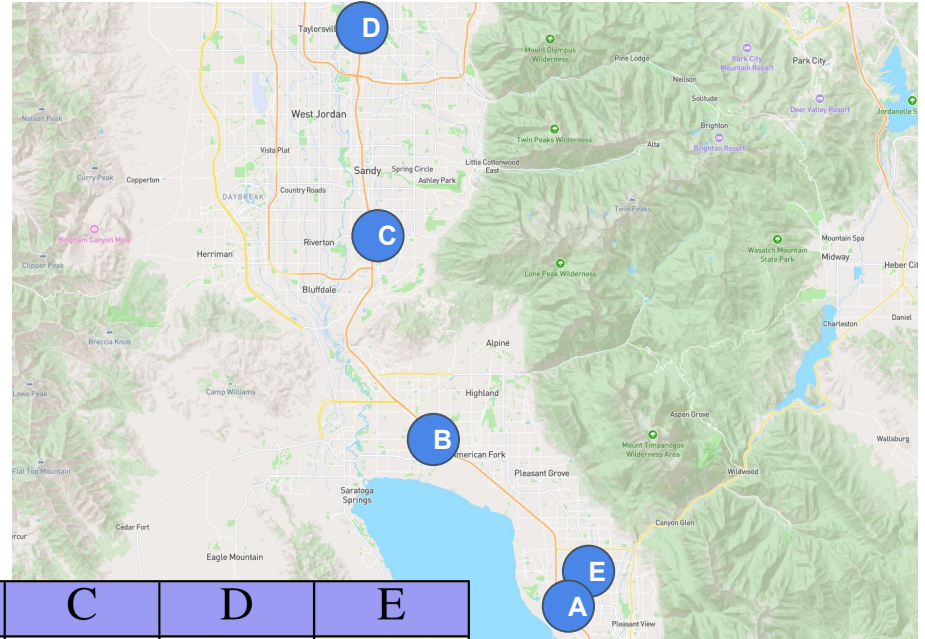 Taylorsvill
D
Mount Olympus
Wilderness
Pine Lodge
Park City
Mountain Resort
Park City
Neilson
Solitude
Deer Valley Resort
Jordanelle S
Nelson Peak
West Jordan
Brighton
Twin Peaks Wilderness
Alta
Brighton Resort
Vista Plat
Little Cottonwood
East
Sandy
Spring Circle
Ashley Park
Curry Peak
Copperton
Country Roads
DAYBREAK
Twin Peaks
C
Bingham Canyon Mine
Riverton
Herriman
Mountain Spa
Wasatch Mountain
State Park
Midway
Clipper Peak
Lone Peak Wilderness
Heber Cit
Bluffdale
Daniel
Charleston
Breccia Knob
Alpine
Lowe Peak
Camp Williams
Highland
Aspen Grove
B
American Fork
Mount Timpanogos
Wilderness Area
Wallsburg
Flat Top Mountain
Pleasant Grove
Wildwood
Saratoga
Springs
Cedar Fort
Canyon Glen
rcur
Eagle Mountain
E
A
Pleasant View
C D E